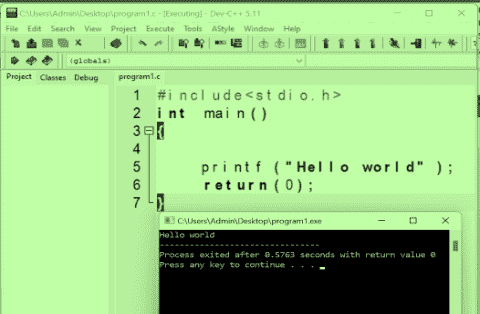 C:\Users\Admin\Desktop\program1.c - [Executing] - Dev-C++ 5.11
File Edit Search View Project Execute Tools AStyle Window Help
(globals)
Project Classes Debug
program1.c
1 #include<stdio.h>
2 int main()
3 {
4
5 printf ("Hello world" );
6 return(0);
7 }
C:\Users\Admin\Desktop\program1.exe
Hello world
--------------------------------
Process exited after 0.5763 seconds with return value 0
Press any key to continue . . .